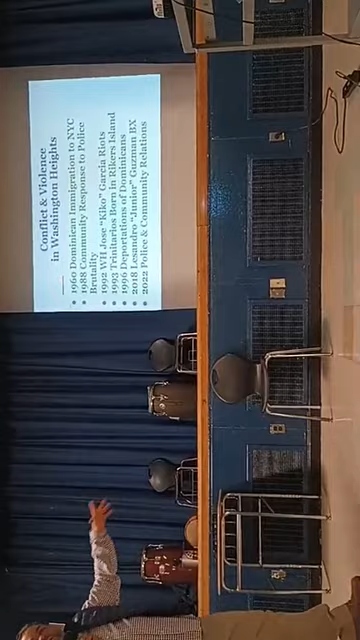 Conflict & Violence
in Washington Heights
• 1960 Dominican Immigration to NYC
• 1988 Community Response to Police
Brutality
• 1992 WH Jose "Kiko" Garcia Riots
• 1993 Trinitarios Born in Rikers Island
• 1996 Deportations of Dominicans
• 2018 Lesandro "Junior" Guzman BX
• 2022 Police & Community Relations